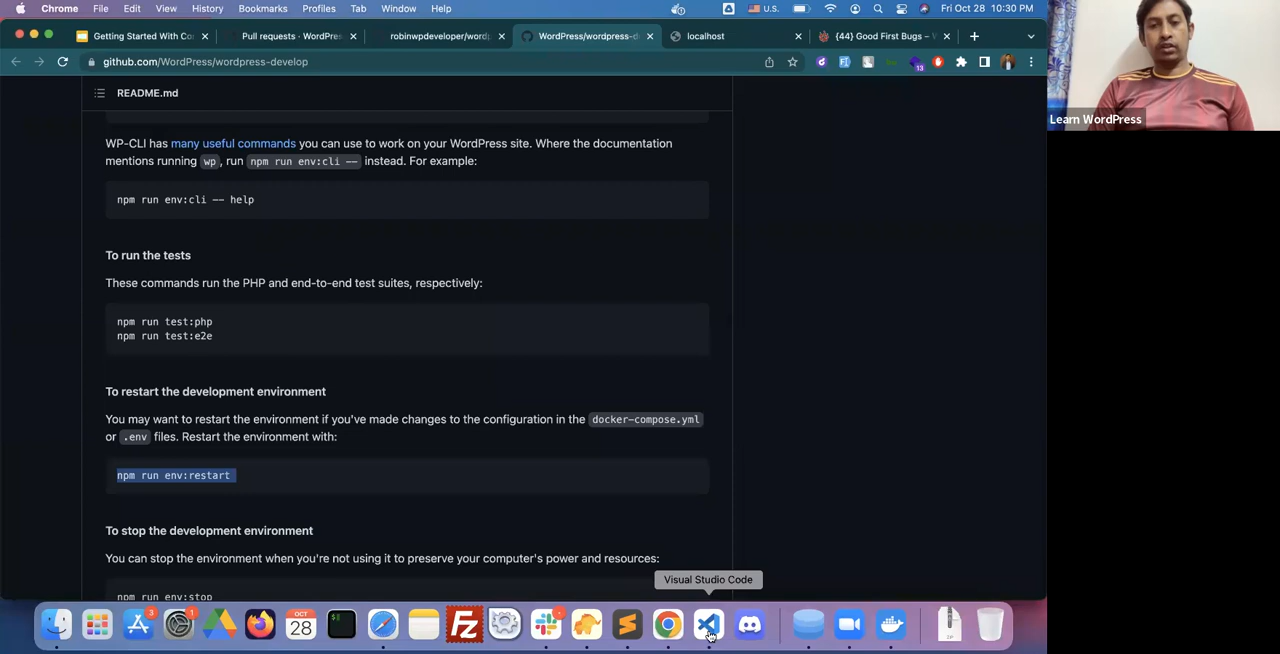 Chrome File Edit View History Bookmarks Profiles Tab Window Help U.S. Fri Oct 28 10:30 PM
Getting Started With Co
Pull requests · WordPres
robinwpdeveloper/word
WordPress/wordpress-d
localhost
{44} Good First Bugs –
github.com/WordPress/wordpress-develop
13
README.md
WP-CLI has many useful commands you can use to work on your WordPress site. Where the documentation
mentions running wp, run npm run env:cli -- instead. For example:
npm run env:cli -- help
To run the tests
These commands run the PHP and end-to-end test suites, respectively:
npm run test:php
npm run test:e2e
To restart the development environment
You may want to restart the environment if you've made changes to the configuration in the docker-compose.yml
or .env files. Restart the environment with:
npm run env:restart
To stop the development environment
You can stop the environment when you're not using it to preserve your computer's power and resources:
npm run env:stop
Visual Studio Code
3
1
OCT
28
Fz
ZIP
Learn WordPress